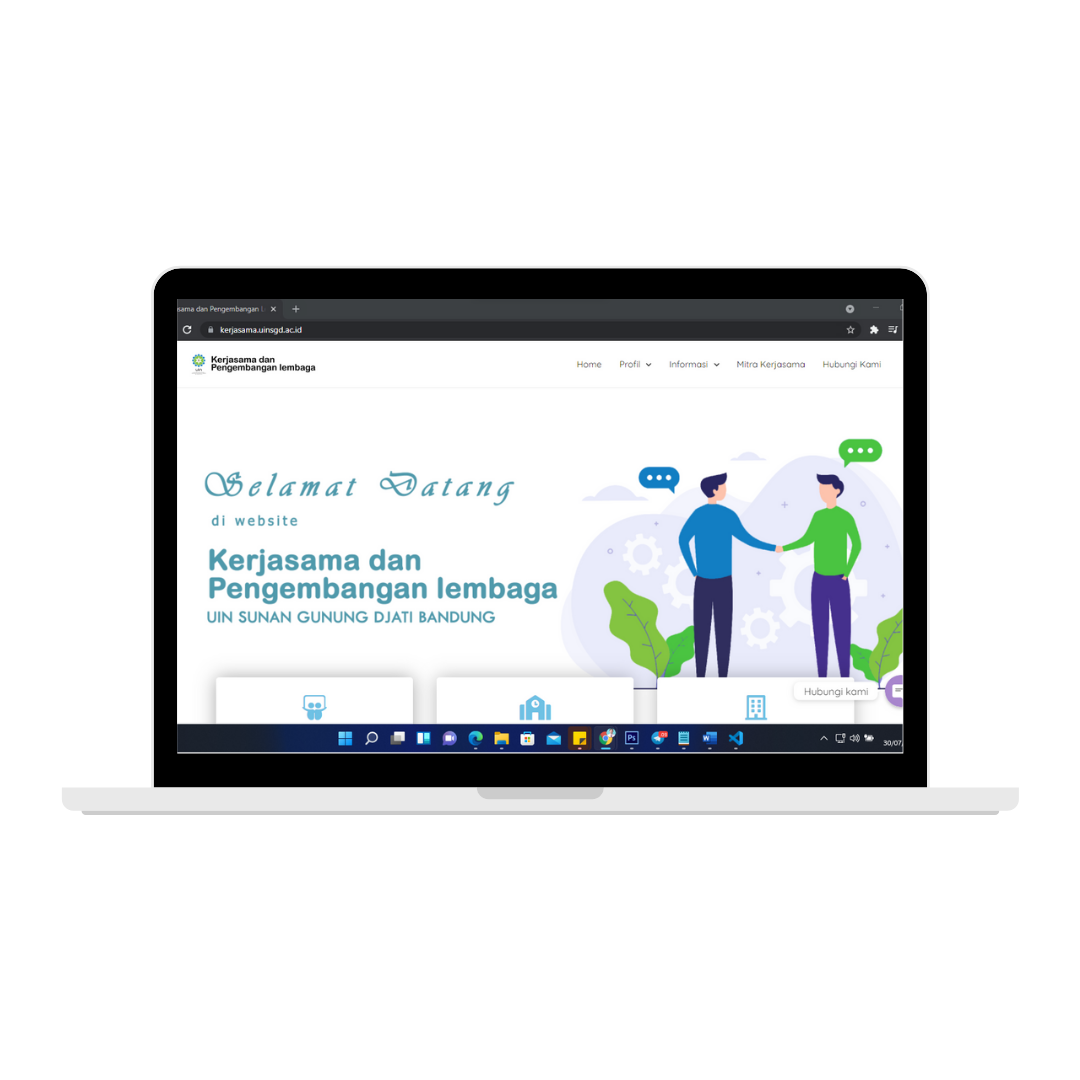 sama dan Pengembangan L
kerjasama.uinsgd.ac.id
Kerjasama dan
Pengembangan lembaga
Home Profil Informasi Mitra Kerjasama Hubungi Kami
Selamat Datang
di website
Kerjasama dan
Pengembangan lembaga
UIN SUNAN GUNUNG DJATI BANDUNG
Hubungi kami
Ps
30/07/